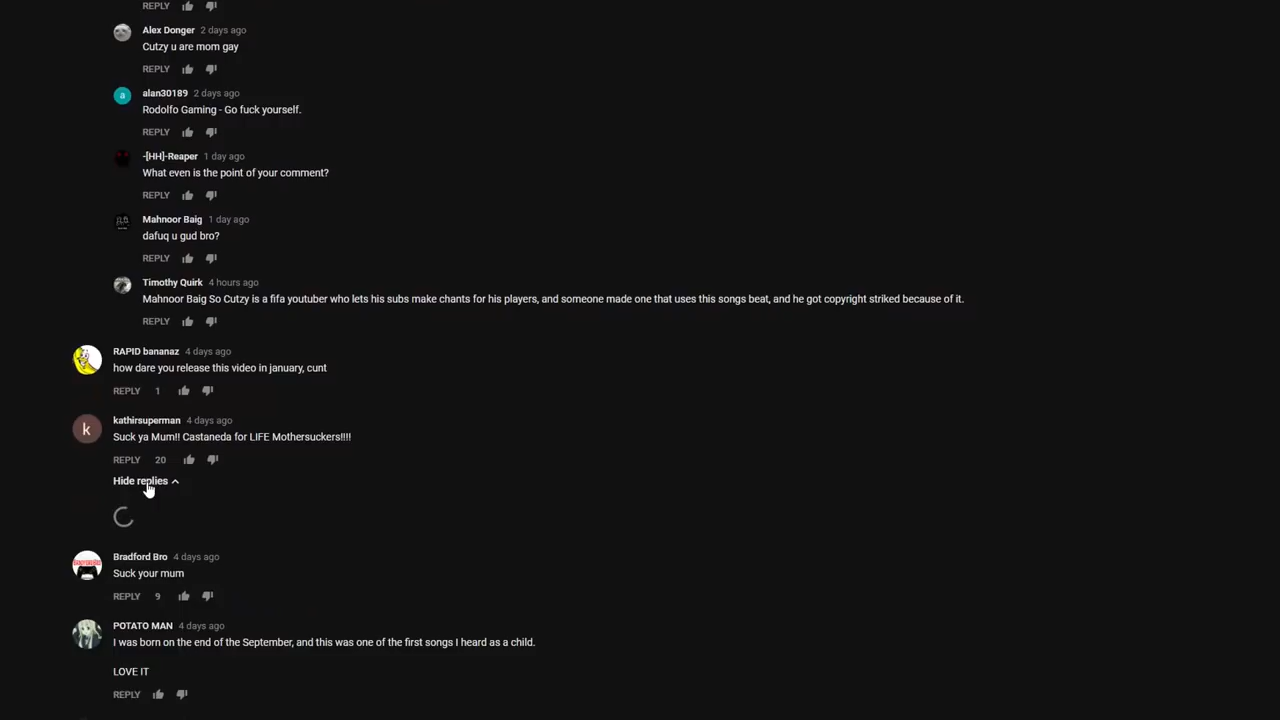 REPLY
Alex Donger 2 days ago
Cutzy u are mom gay
REPLY
a
alan30189 2 days ago
Rodolfo Gaming - Go fuck yourself.
REPLY
-[HH]-Reaper 1 day ago
What even is the point of your comment?
REPLY
Mahnoor Baig 1 day ago
dafuq u gud bro?
REPLY
Timothy Quirk 4 hours ago
Mahnoor Baig So Cutzy is a fifa youtuber who lets his subs make chants for his players, and someone made one that uses this songs beat, and he got copyright striked because of it.
REPLY
RAPID bananaz 4 days ago
how dare you release this video in january, cunt
REPLY 1
k
kathirsuperman 4 days ago
Suck ya Mum!! Castaneda for LIFE Mothersuckers!!!!
REPLY 20
Hide replies
Bradford Bro 4 days ago
Suck your mum
REPLY 9
POTATO MAN 4 days ago
I was born on the end of the September, and this was one of the first songs I heard as a child.
LOVE IT
REPLY